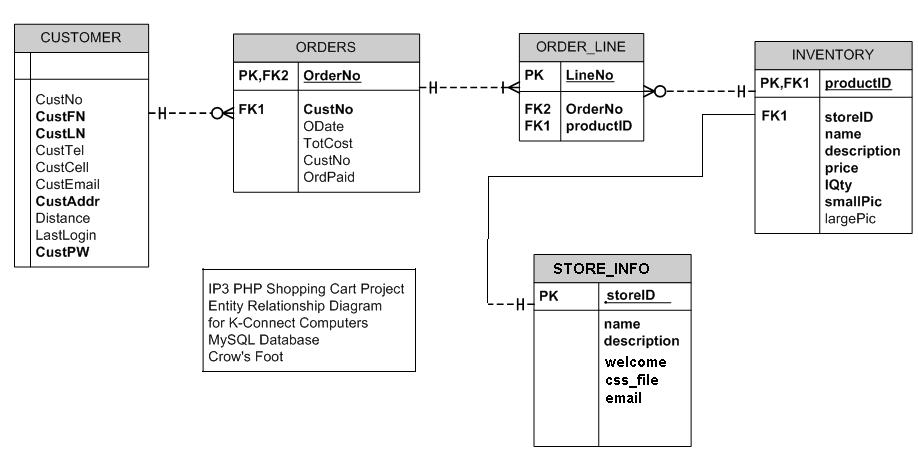 CUSTOMER
CustNo
CustFN
CustLN
CustTel
CustCell
CustEmail
CustAddr
Distance
LastLogin
CustPW
ORDERS
PK,FK2 OrderNo
FK1 CustNo
ODate
TotCost
CustNo
OrdPaid
ORDER_LINE
PK LineNo
FK2 OrderNo
FK1 productID
INVENTORY
PK,FK1 productID
FK1 storeID
name
description
price
IQty
smallPic
largePic
STORE_INFO
PK storeID
name
description
welcome
css_file
email
IP3 PHP Shopping Cart Project
Entity Relationship Diagram
for K-Connect Computers
MySQL Database
Crow's Foot